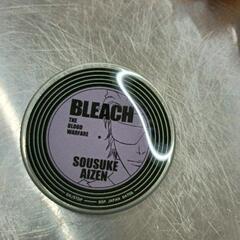 BLEACH
THE
BLOOD
WARFARE
SOUSUKE
AIZEN